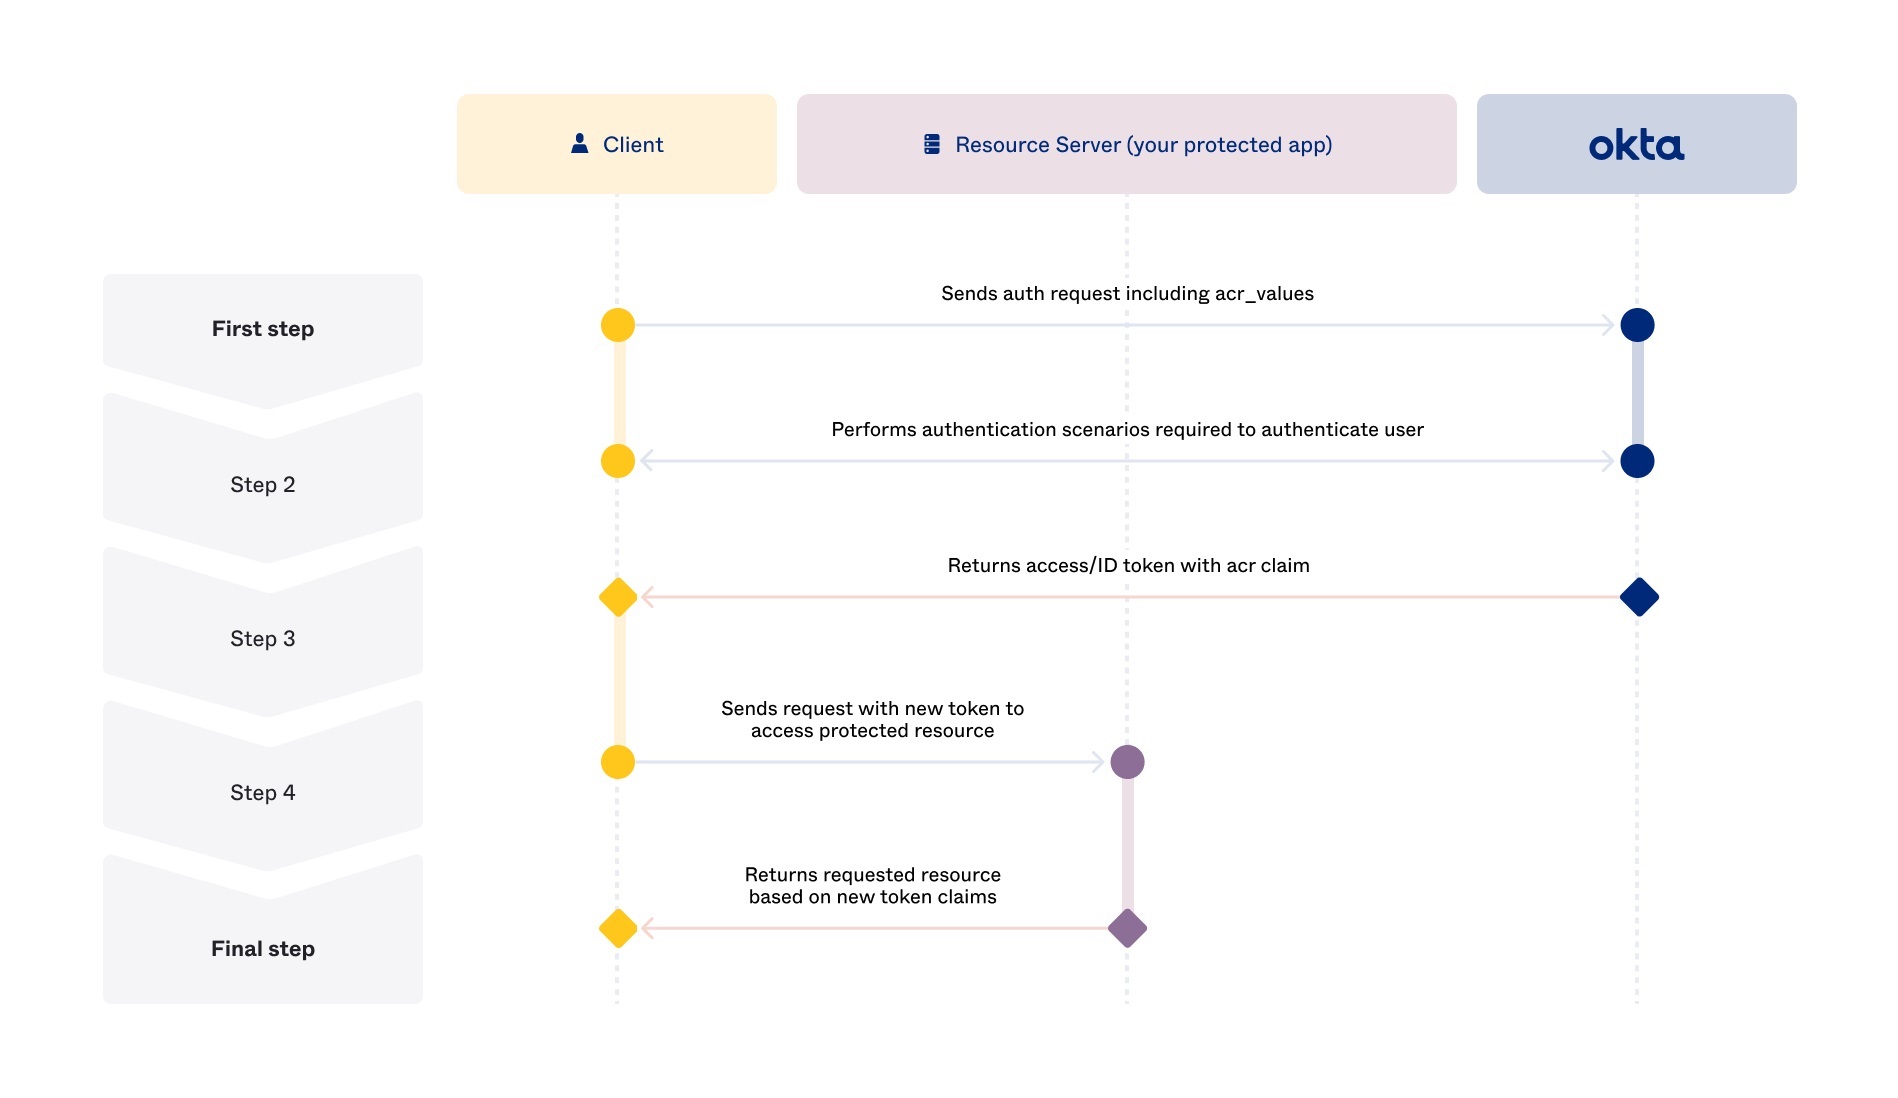 Client
Resource Server (your protected app)
okta
First step
Sends auth request including acr_values
Step 2
Performs authentication scenarios required to authenticate user
Step 3
Returns access/ID token with acr claim
Step 4
Sends request with new token to
access protected resource
Final step
Returns requested resource
based on new token claims